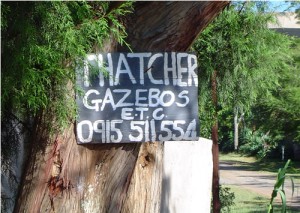 THATCHER
GAZEBOS
E.T.C.
0915 511 554